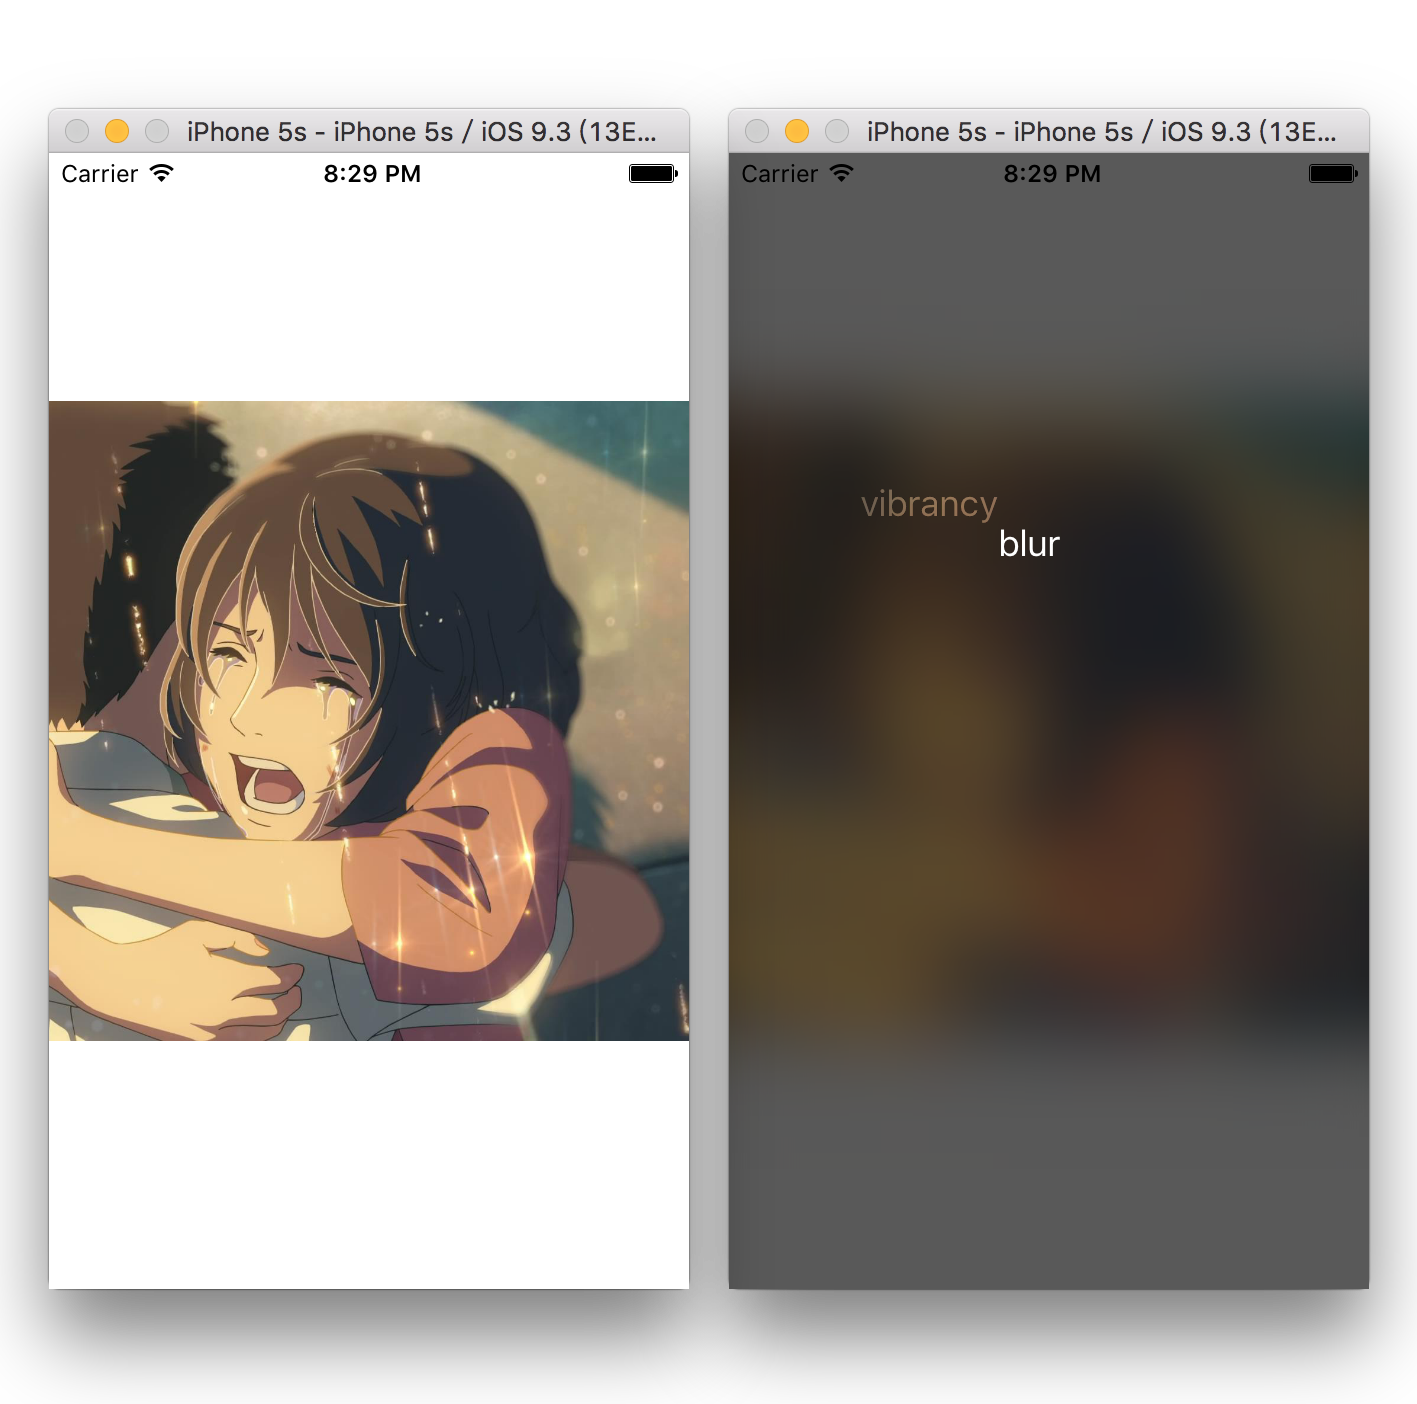 iPhone 5s - iPhone 5s / iOS 9.3 (13E...
Carrier 8:29 PM
iPhone 5s - iPhone 5s / iOS 9.3 (13E...
Carrier 8:29 PM
vibrancy
blur